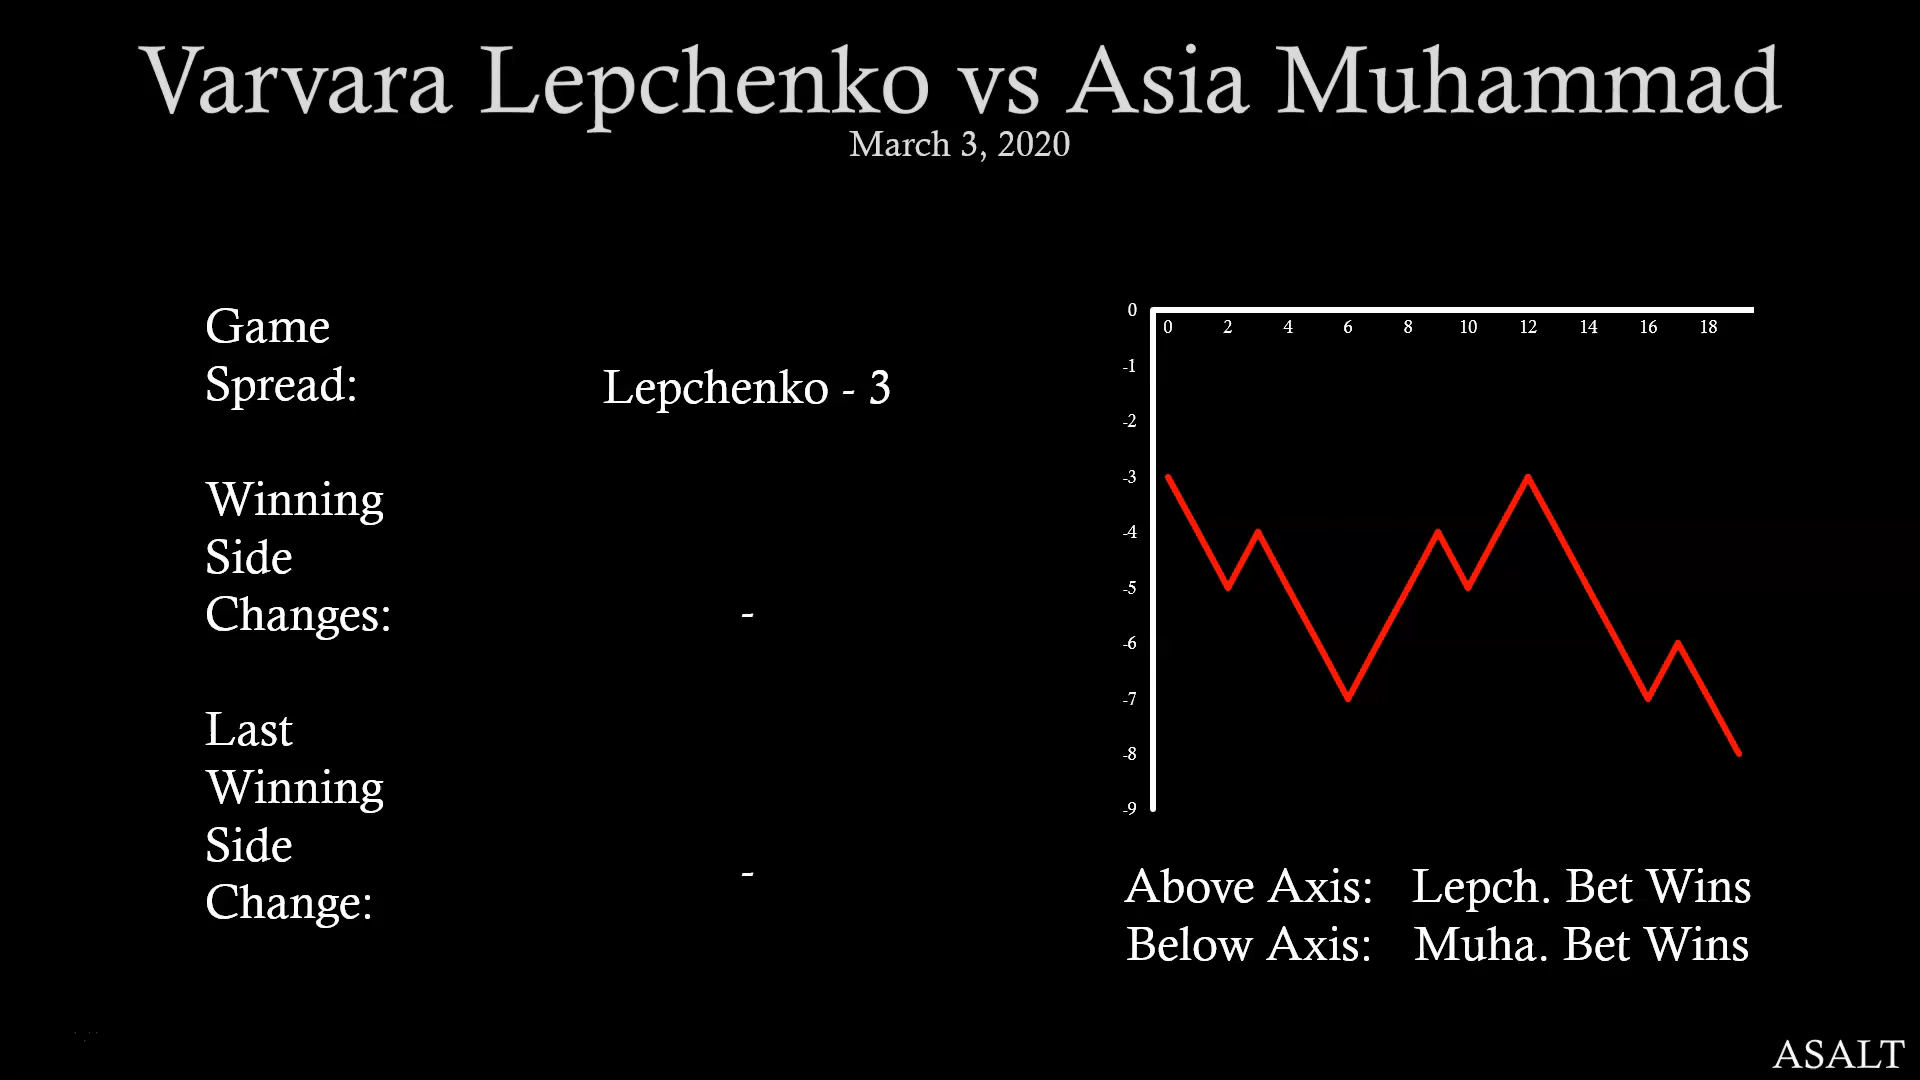 Varvara Lepchenko vs Asia Muhammad
March 3, 2020
Game
Spread:
Lepchenko - 3
Winning
Side
Changes:
-
Last
Winning
Side
Change:
-
0
-1
-2
-3
-4
-5
-6
-7
-8
-9
0 2 4 6 8 10 12 14 16 18
Above Axis: Lepch. Bet Wins
Below Axis: Muha. Bet Wins
ASALT